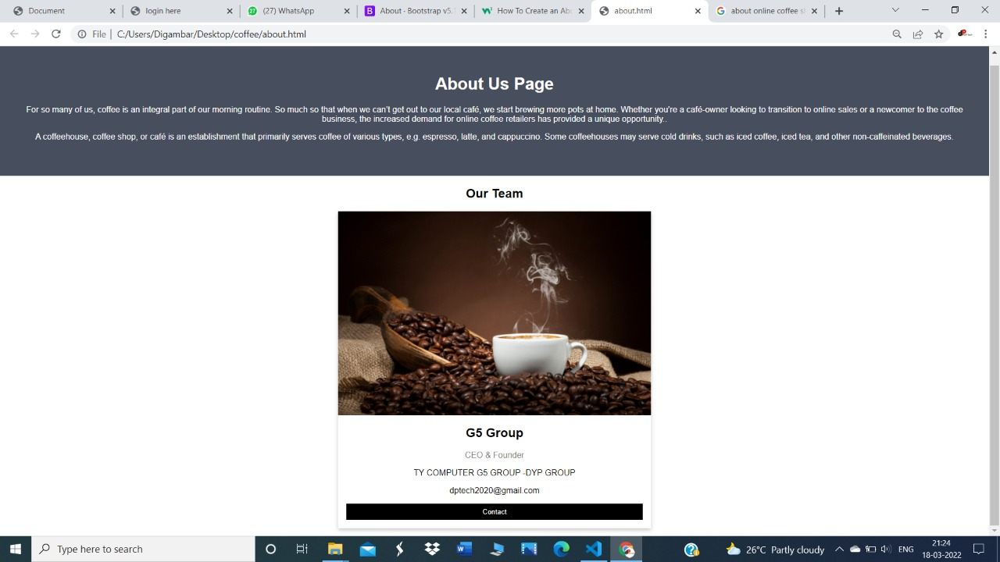 Document
login here
(27) WhatsApp
About · Bootstrap v5.
How To Create an Abo
about.html
about online coffee s
File | C:/Users/Digambar/Desktop/coffee/about.html
About Us Page
For so many of us, coffee is an integral part of our morning routine. So much so that when we can't get out to our local café, we start brewing more pots at home. Whether you're a café-owner looking to transition to online sales or a newcomer to the coffee
business, the increased demand for online coffee retailers has provided a unique opportunity..
A coffeehouse, coffee shop, or café is an establishment that primarily serves coffee of various types, e.g. espresso, latte, and cappuccino. Some coffeehouses may serve cold drinks, such as iced coffee, iced tea, and other non-caffeinated beverages.
Our Team
G5 Group
CEO & Founder
TY COMPUTER G5 GROUP -DYP GROUP
dptech2020@gmail.com
Contact
Type here to search
26°C Partly cloudy
ENG
21:24
18-03-2022